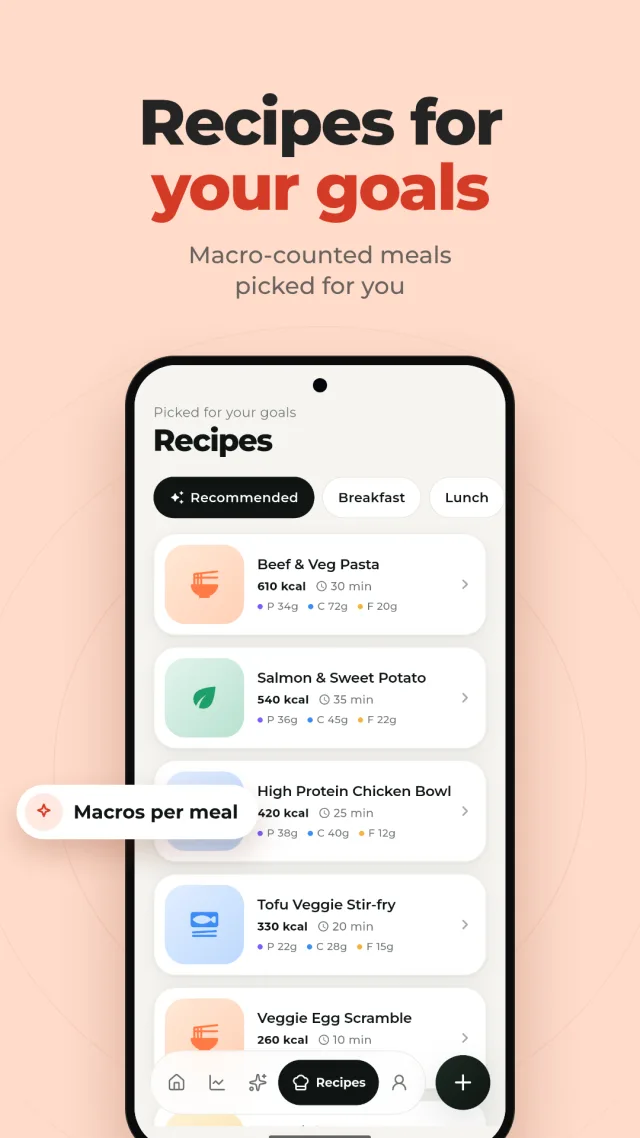 Recipes for
your goals
Macro-counted meals
picked for you
Picked for your goals
Recipes
Recommended
Breakfast
Lunch
Beef & Veg Pasta
610 kcal 30 min
P 34g C 72g F 20g
Salmon & Sweet Potato
540 kcal 35 min
P 36g C 45g F 22g
High Protein Chicken Bowl
Macros per meal
420 kcal 25 min
P 38g C 40g F 12g
Tofu Veggie Stir-fry
330 kcal 20 min
P 22g C 28g F 15g
Veggie Egg Scramble
260 kcal 10 min
Recipes